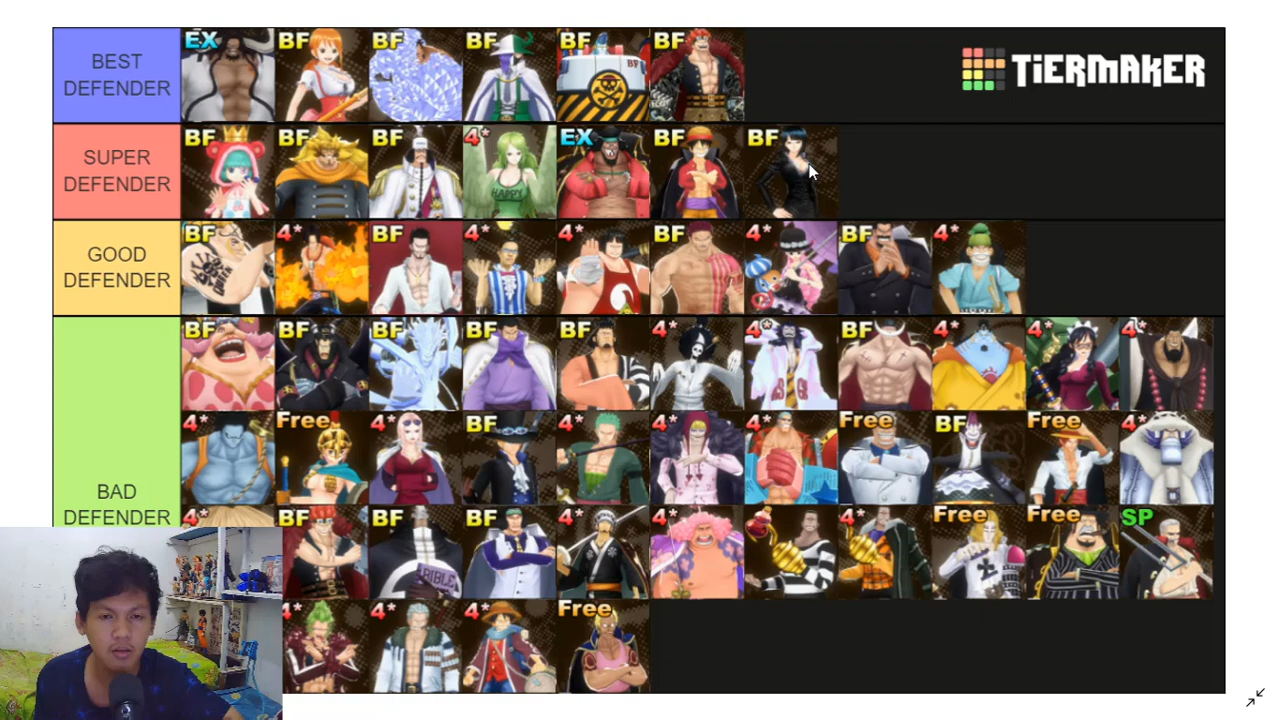 BEST DEFENDER
EX BF BF BF BF BF
TiERMAKER
BF
HAPPY
SUPER DEFENDER
BF BF BF 4* EX BF BF
GOOD DEFENDER
BF 4* BF 4* 4* BF 4* BF 4*
BAD DEFENDER
BF BF BF BF BF 4* 4* BF 4* 4* 4*
4* Free 4* BF 4* 4* 4* Free BF Free 4*
4* BF BF BF 4* 4* 4* Free Free SP
BIBLE
4* 4* 4* Free